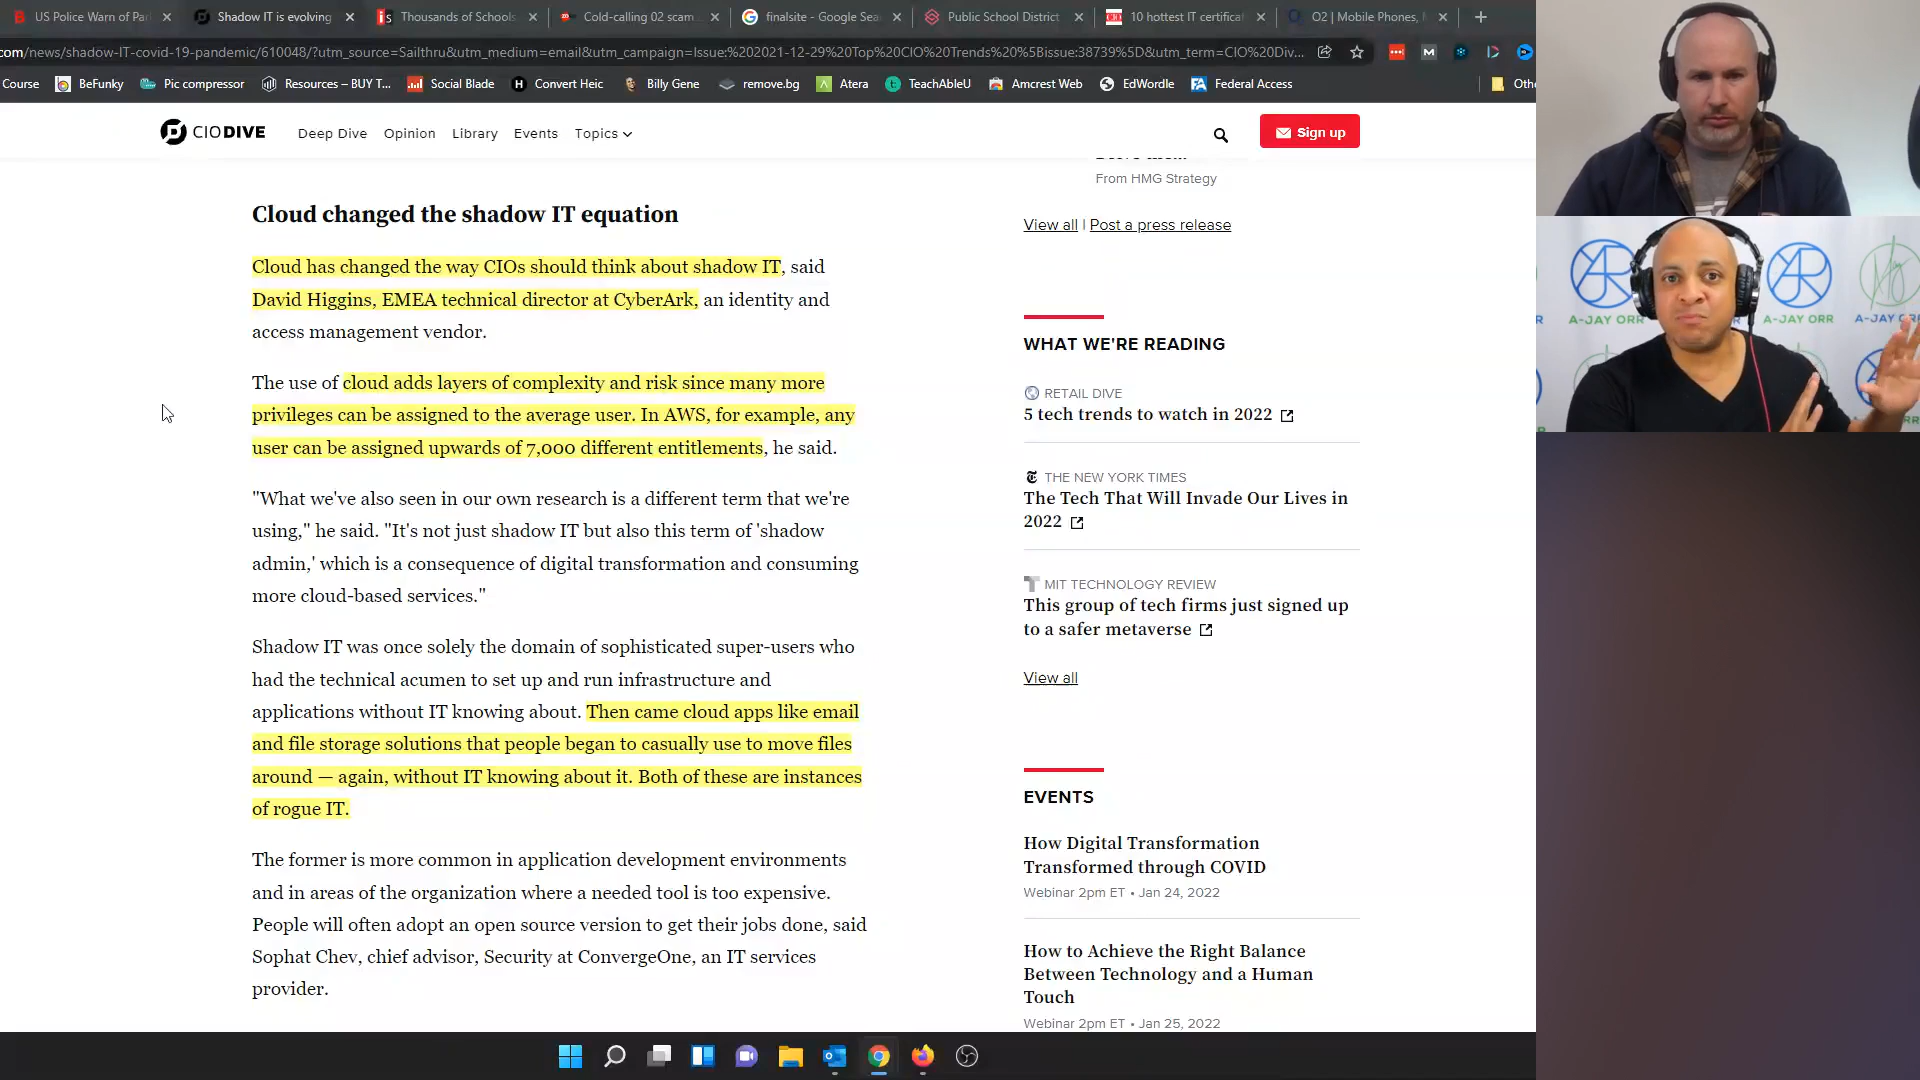 US Police Warn of Par
Shadow IT is evolving
Thousands of Schools
Cold-calling 02 scam
finalsite - Google Sea
Public School District
10 hottest IT certificat
O2 | Mobile Phones,
com/news/shadow-IT-covid-19-pandemic/610048/?utm_source=Sailthru&utm_medium=email&utm_campaign=Issue:%202021-12-29%20Top%20CIO%20Trends%20%5Bissue:38739%5D&utm_term=CIO%20Div...
Course
BeFunky
Pic compressor
Resources – BUY T...
Social Blade
Convert Heic
Billy Gene
remove.bg
Atera
TeachAbleU
Amcrest Web
EdWordle
Federal Access
Oth
CIODIVE
Deep Dive
Opinion
Library
Events
Topics
Sign up
From HMG Strategy
View all | Post a press release
Cloud changed the shadow IT equation
Cloud has changed the way CIOs should think about shadow IT, said
David Higgins, EMEA technical director at CyberArk, an identity and
access management vendor.
The use of cloud adds layers of complexity and risk since many more
privileges can be assigned to the average user. In AWS, for example, any
user can be assigned upwards of 7,000 different entitlements, he said.
"What we've also seen in our own research is a different term that we're
using," he said. "It's not just shadow IT but also this term of 'shadow
admin,' which is a consequence of digital transformation and consuming
more cloud-based services."
Shadow IT was once solely the domain of sophisticated super-users who
had the technical acumen to set up and run infrastructure and
applications without IT knowing about. Then came cloud apps like email
and file storage solutions that people began to casually use to move files
around — again, without IT knowing about it. Both of these are instances
of rogue IT.
The former is more common in application development environments
and in areas of the organization where a needed tool is too expensive.
People will often adopt an open source version to get their jobs done, said
Sophat Chev, chief advisor, Security at ConvergeOne, an IT services
provider.
WHAT WE'RE READING
RETAIL DIVE
5 tech trends to watch in 2022
THE NEW YORK TIMES
The Tech That Will Invade Our Lives in
2022
MIT TECHNOLOGY REVIEW
This group of tech firms just signed up
to a safer metaverse
View all
EVENTS
How Digital Transformation
Transformed through COVID
Webinar 2pm ET • Jan 24, 2022
How to Achieve the Right Balance
Between Technology and a Human
Touch
Webinar 2pm ET • Jan 25, 2022
A-JAY ORR
A-JAY ORR
A-JAY ORR